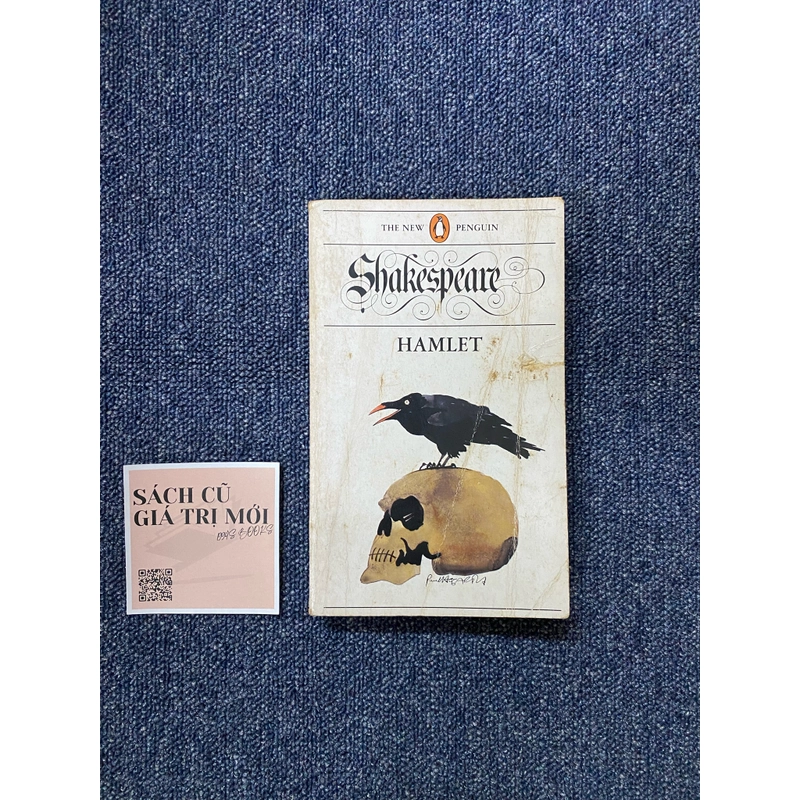 THE NEW PENGUIN
Shakespeare
HAMLET
SÁCH CŨ
GIÁ TRỊ MỚI